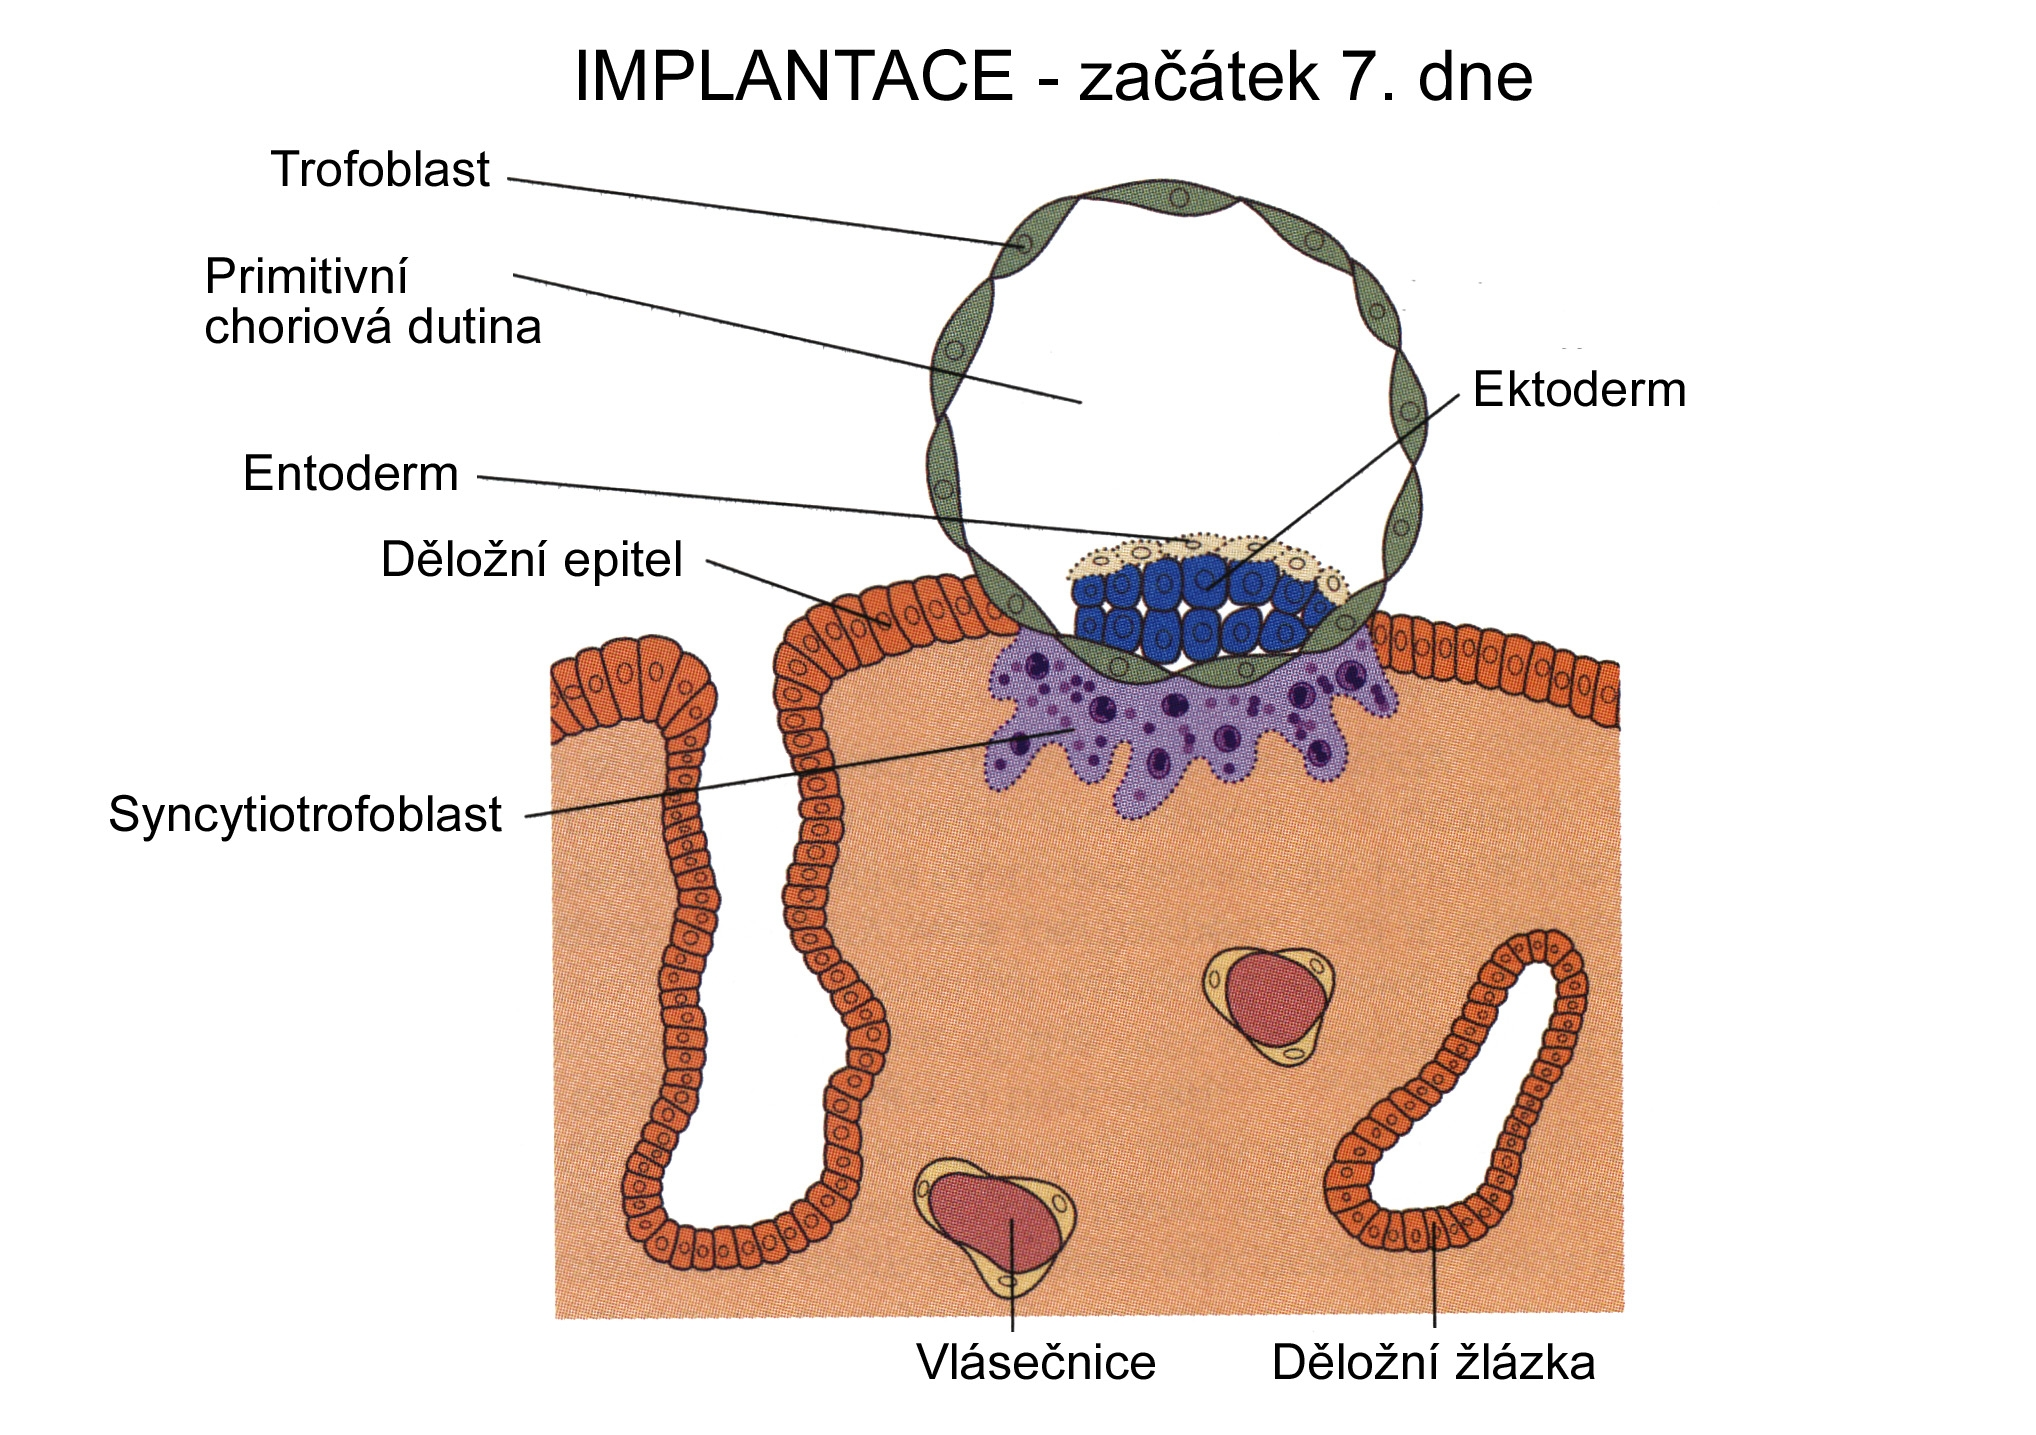 IMPLANTACE - začátek 7. dne
Trofoblast
Primitivní
choriová dutina
Ektoderm
Entoderm
Děložní epitel
Syncytiotrofoblast
Vlásečnice
Děložní žlázka